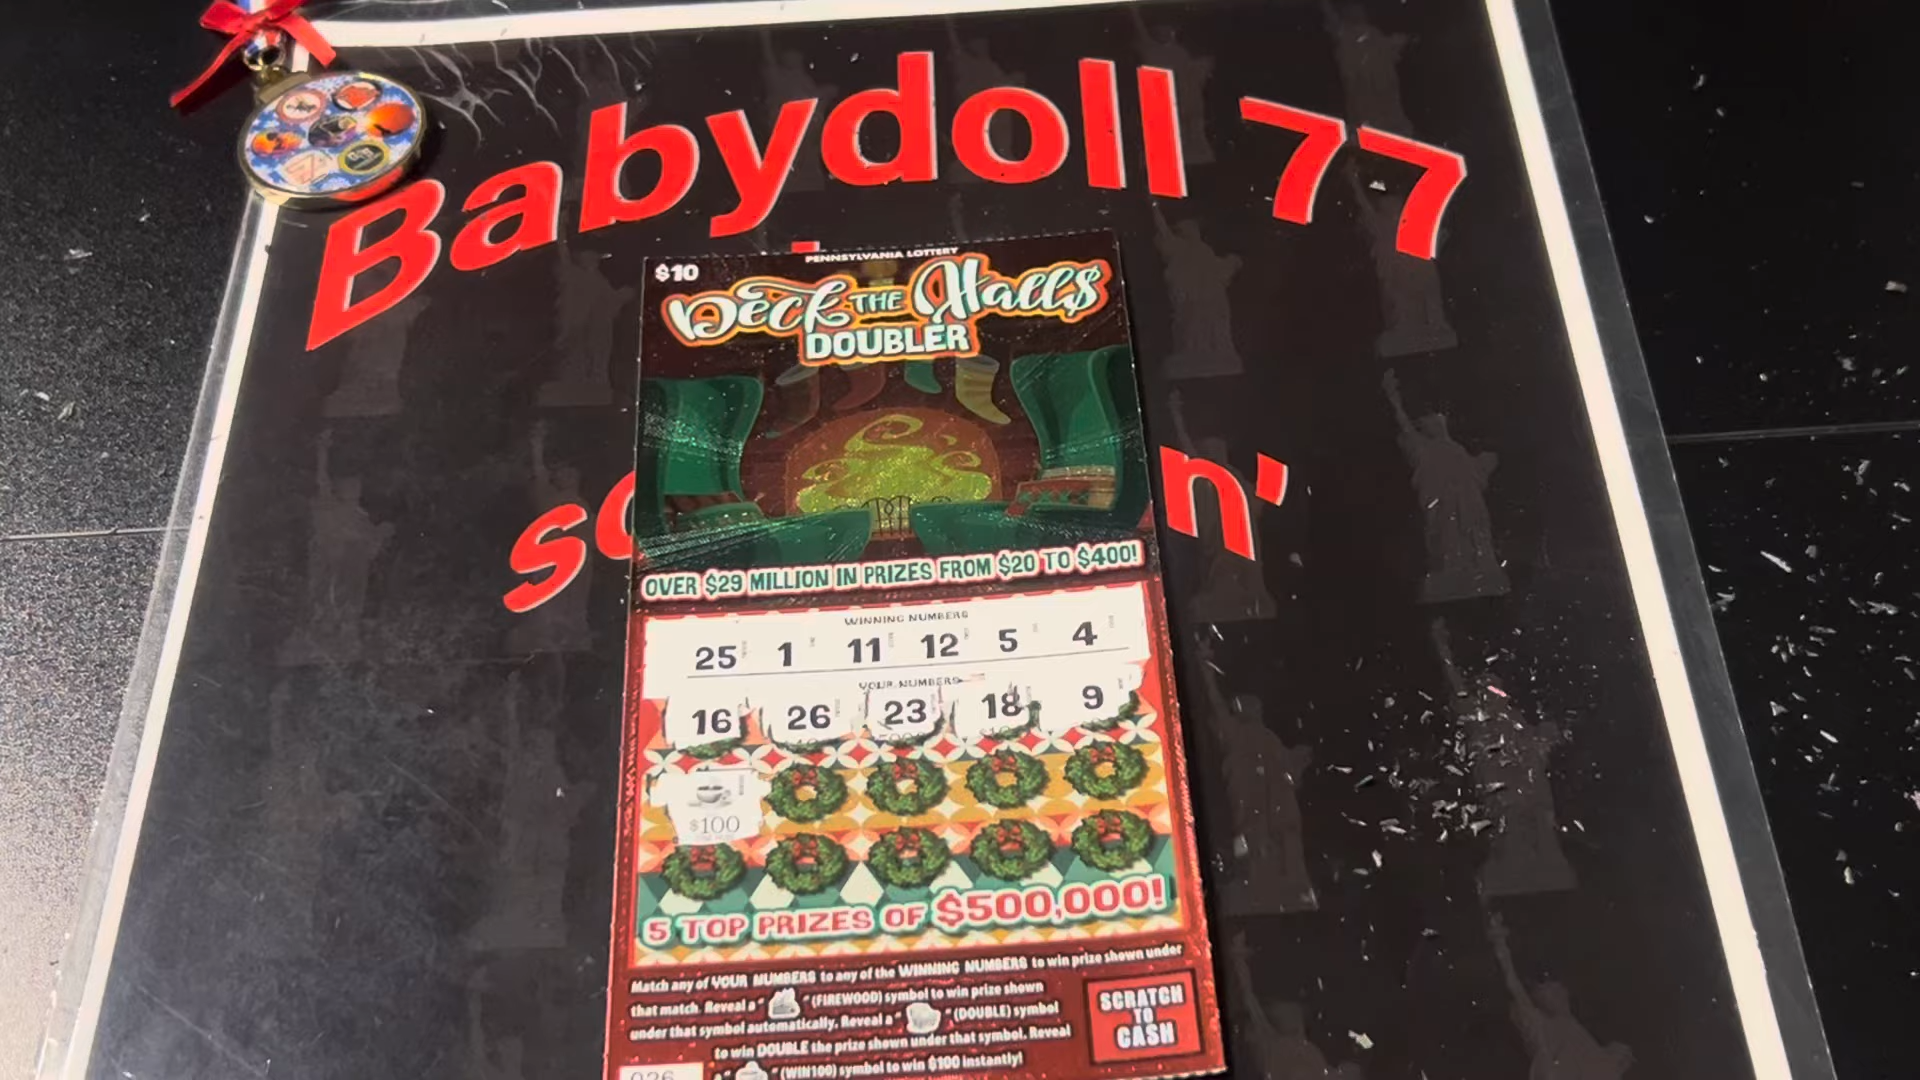 Babydoll 77
n'
PENNSYLVANIA LOTTERY
$10
Deck THE Hall$
DOUBLER
OVER $29 MILLION IN PRIZES FROM $20 TO $400!
WINNING NUMBERS
25 1 11 12 5 4
YOUR NUMBERS
16 26 23 18 9
$100
5 TOP PRIZES OF $500,000!
Match any of YOUR NUMBERS to any of the WINNING NUMBERS to win prize shown under
that match. Reveal a " " (FIREWOOD) symbol to win prize shown
under that symbol automatically. Reveal a " " (DOUBLE) symbol
to win DOUBLE the prize shown under that symbol. Reveal
a " " (WIN100) symbol to win $100 instantly!
SCRATCH
TO
CASH
026